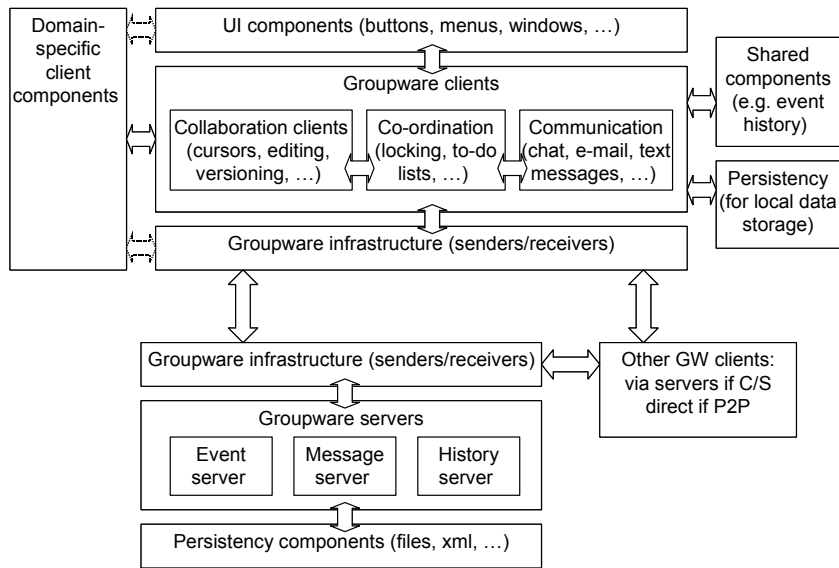 Domain-
specific
client
components
UI components (buttons, menus, windows, …)
Groupware clients
Collaboration clients
(cursors, editing,
versioning, …)
Co-ordination
(locking, to-do
lists, …)
Communication
(chat, e-mail, text
messages, …)
Shared
components
(e.g. event
history)
Persistency
(for local data
storage)
Groupware infrastructure (senders/receivers)
Groupware infrastructure (senders/receivers)
Other GW clients:
via servers if C/S
direct if P2P
Groupware servers
Event
server
Message
server
History
server
Persistency components (files, xml, …)